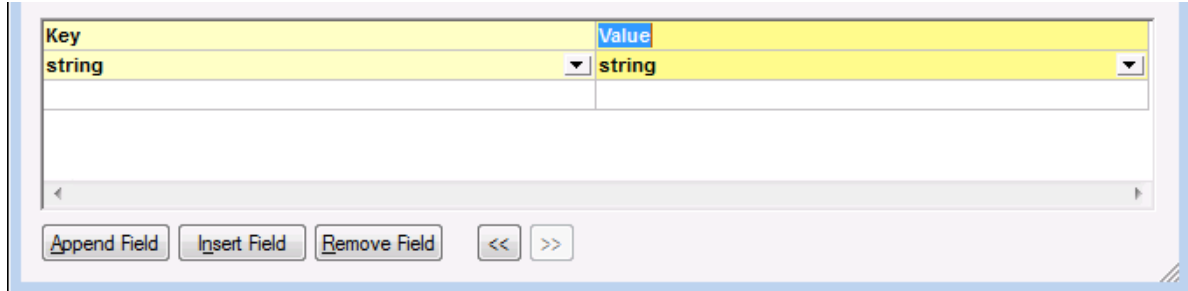 Key Value
string string
Append Field Insert Field Remove Field << >>